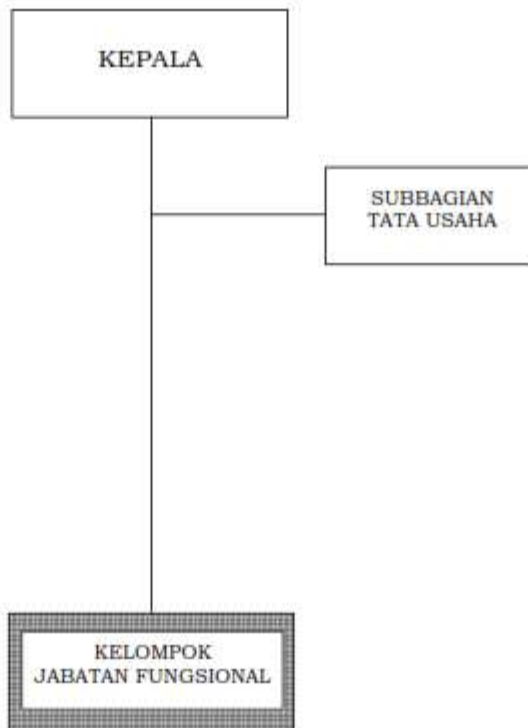 KEPALA
SUBBAGIAN
TATA USAHA
KELOMPOK
JABATAN FUNGSIONAL